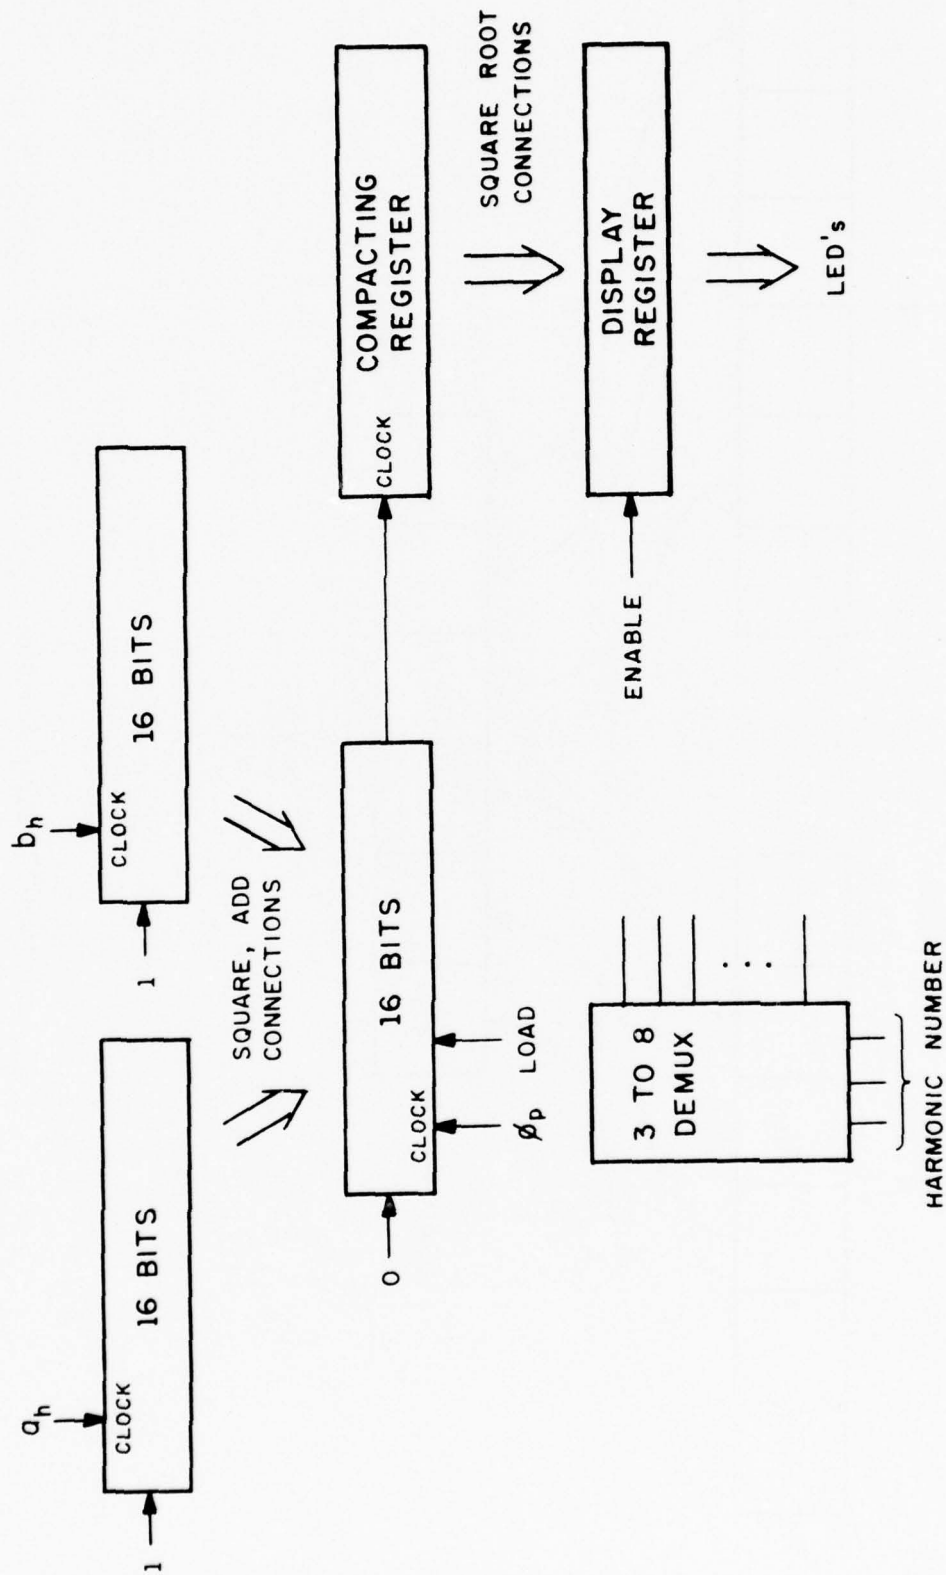 a_h
CLOCK
1
16 BITS
b_h
CLOCK
1
16 BITS
SQUARE, ADD
CONNECTIONS
0
CLOCK
16 BITS
ø_p
LOAD
CLOCK
COMPACTING
REGISTER
SQUARE ROOT
CONNECTIONS
ENABLE
DISPLAY
REGISTER
LED's
3 TO 8
DEMUX
. . .
HARMONIC NUMBER